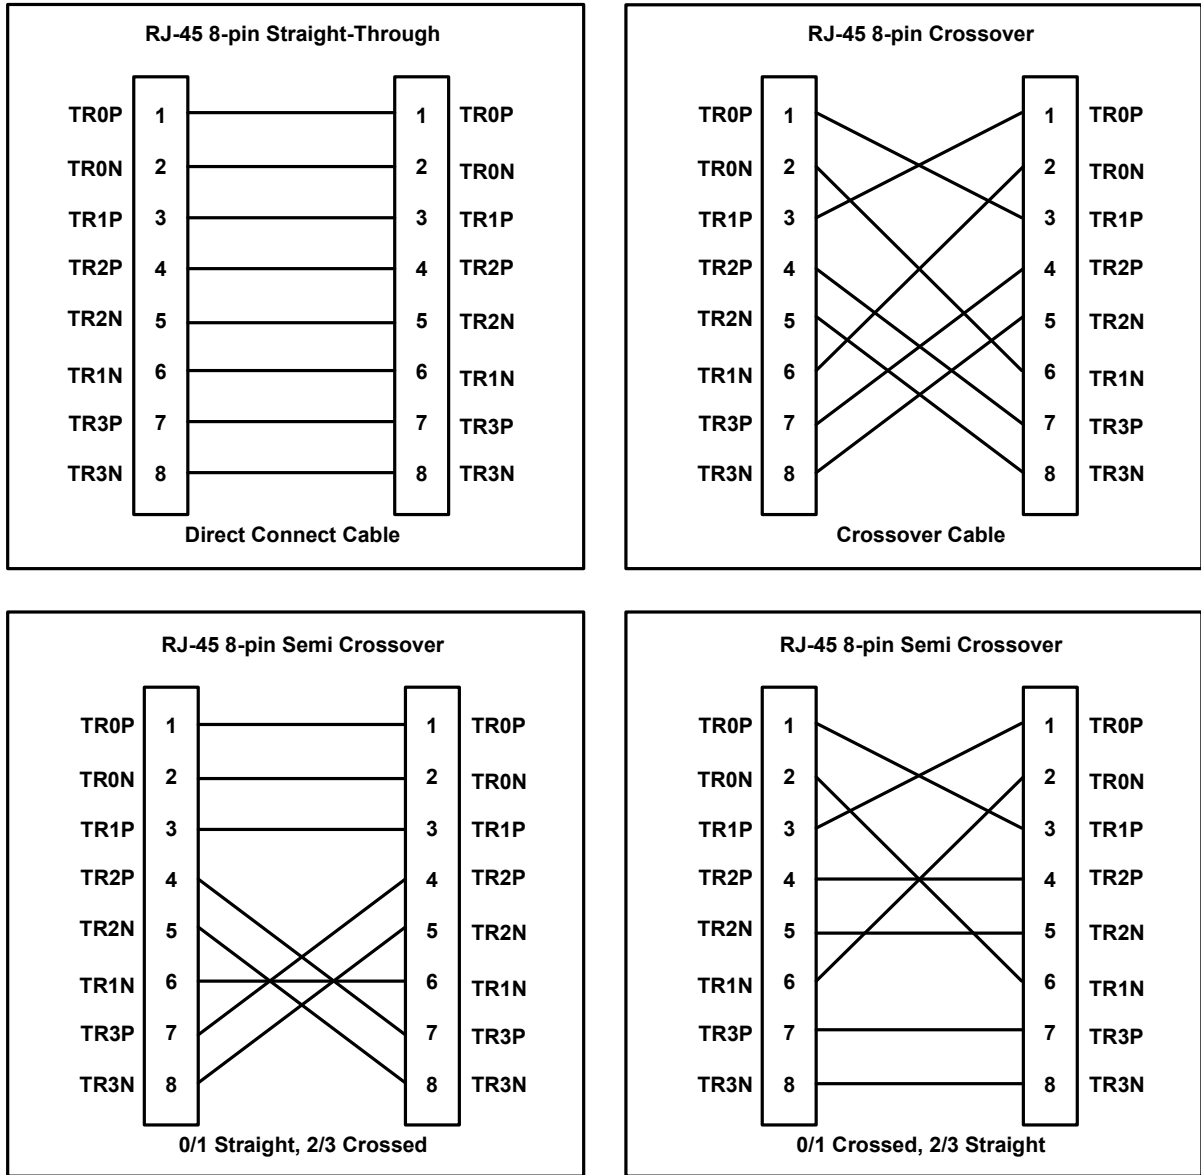 RJ-45 8-pin Straight-Through
TR0P 1 1 TR0P
TR0N 2 2 TR0N
TR1P 3 3 TR1P
TR2P 4 4 TR2P
TR2N 5 5 TR2N
TR1N 6 6 TR1N
TR3P 7 7 TR3P
TR3N 8 8 TR3N
Direct Connect Cable
RJ-45 8-pin Crossover
TR0P 1 1 TR0P
TR0N 2 2 TR0N
TR1P 3 3 TR1P
TR2P 4 4 TR2P
TR2N 5 5 TR2N
TR1N 6 6 TR1N
TR3P 7 7 TR3P
TR3N 8 8 TR3N
Crossover Cable
RJ-45 8-pin Semi Crossover
TR0P 1 1 TR0P
TR0N 2 2 TR0N
TR1P 3 3 TR1P
TR2P 4 4 TR2P
TR2N 5 5 TR2N
TR1N 6 6 TR1N
TR3P 7 7 TR3P
TR3N 8 8 TR3N
0/1 Straight, 2/3 Crossed
RJ-45 8-pin Semi Crossover
TR0P 1 1 TR0P
TR0N 2 2 TR0N
TR1P 3 3 TR1P
TR2P 4 4 TR2P
TR2N 5 5 TR2N
TR1N 6 6 TR1N
TR3P 7 7 TR3P
TR3N 8 8 TR3N
0/1 Crossed, 2/3 Straight